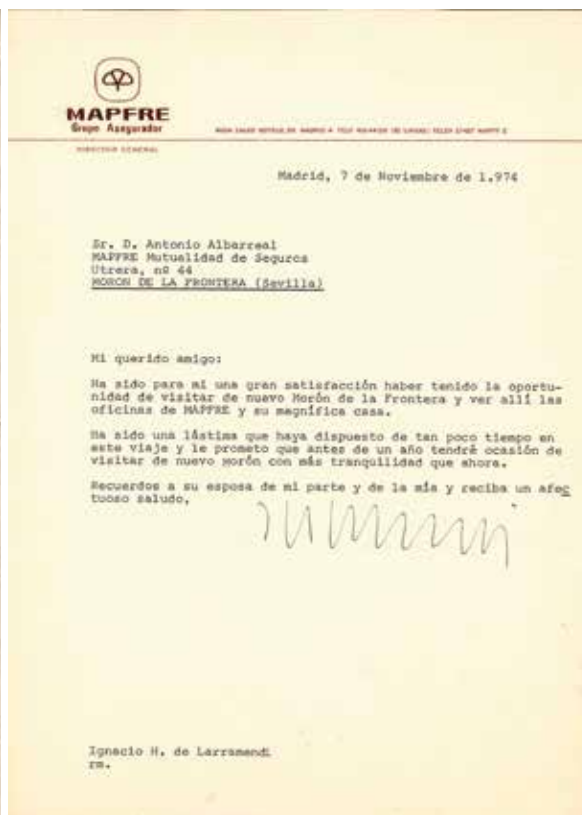 MAPFRE
Grupo Asegurador
DIRECTOR GENERAL
Madrid, 7 de Noviembre de 1.974
Sr. D. Antonio Albarreal
MAPFRE Mutualidad de Seguros
Utrera, nº 44
MORON DE LA FRONTERA (Sevilla)
Mi querido amigo:
Ha sido para mi una gran satisfacción haber tenido la oportu-
nidad de visitar de nuevo Morón de la Frontera y ver allí las
oficinas de MAPFRE y su magnífica casa.
Ha sido una lástima que haya dispuesto de tan poco tiempo en
este viaje y le prometo que antes de un año tendré ocasión de
visitar de nuevo morón con más tranquilidad que ahora.
Recuerdos a su esposa de mi parte y de la mía y reciba un afec
tuoso saludo,
Ignacio H. de Larramendi
rm.